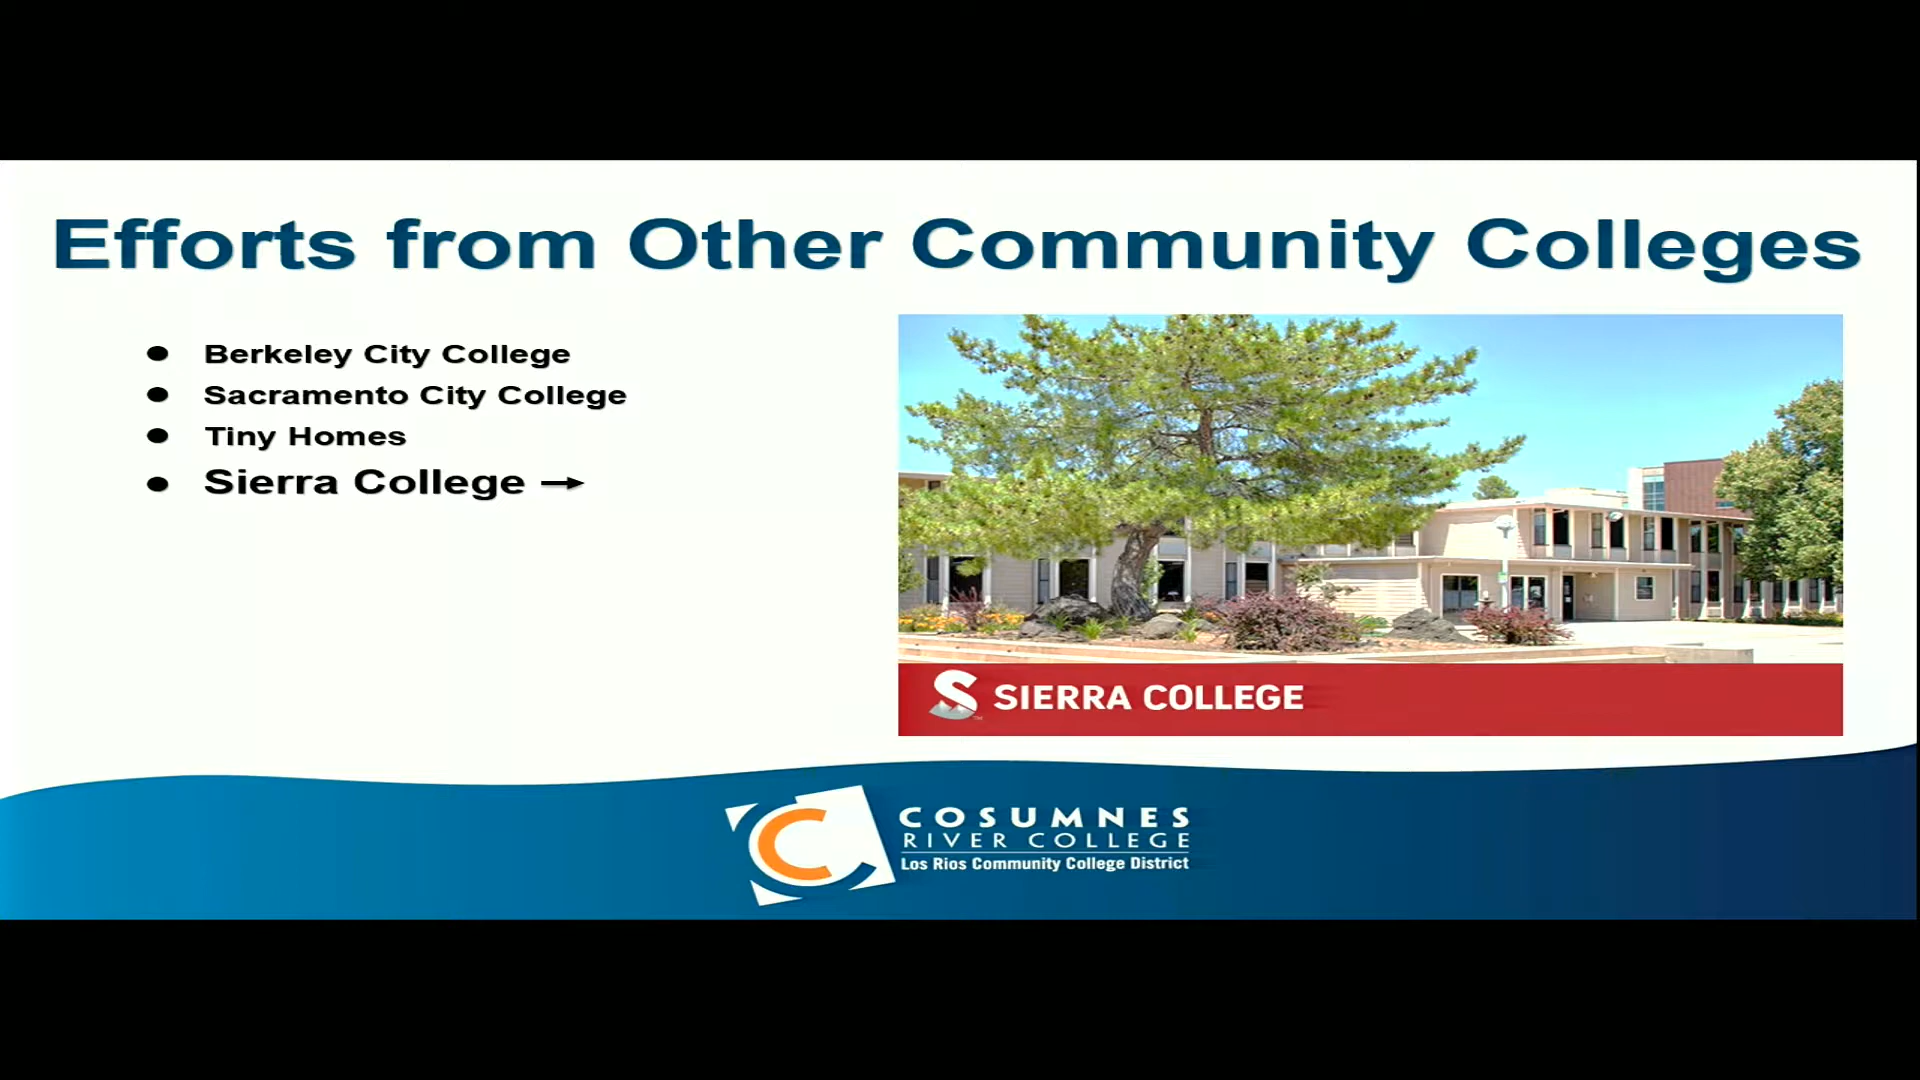 Efforts from Other Community Colleges
● Berkeley City College
● Sacramento City College
● Tiny Homes
● Sierra College →
S SIERRA COLLEGE
COSUMNES
RIVER COLLEGE
Los Rios Community College District